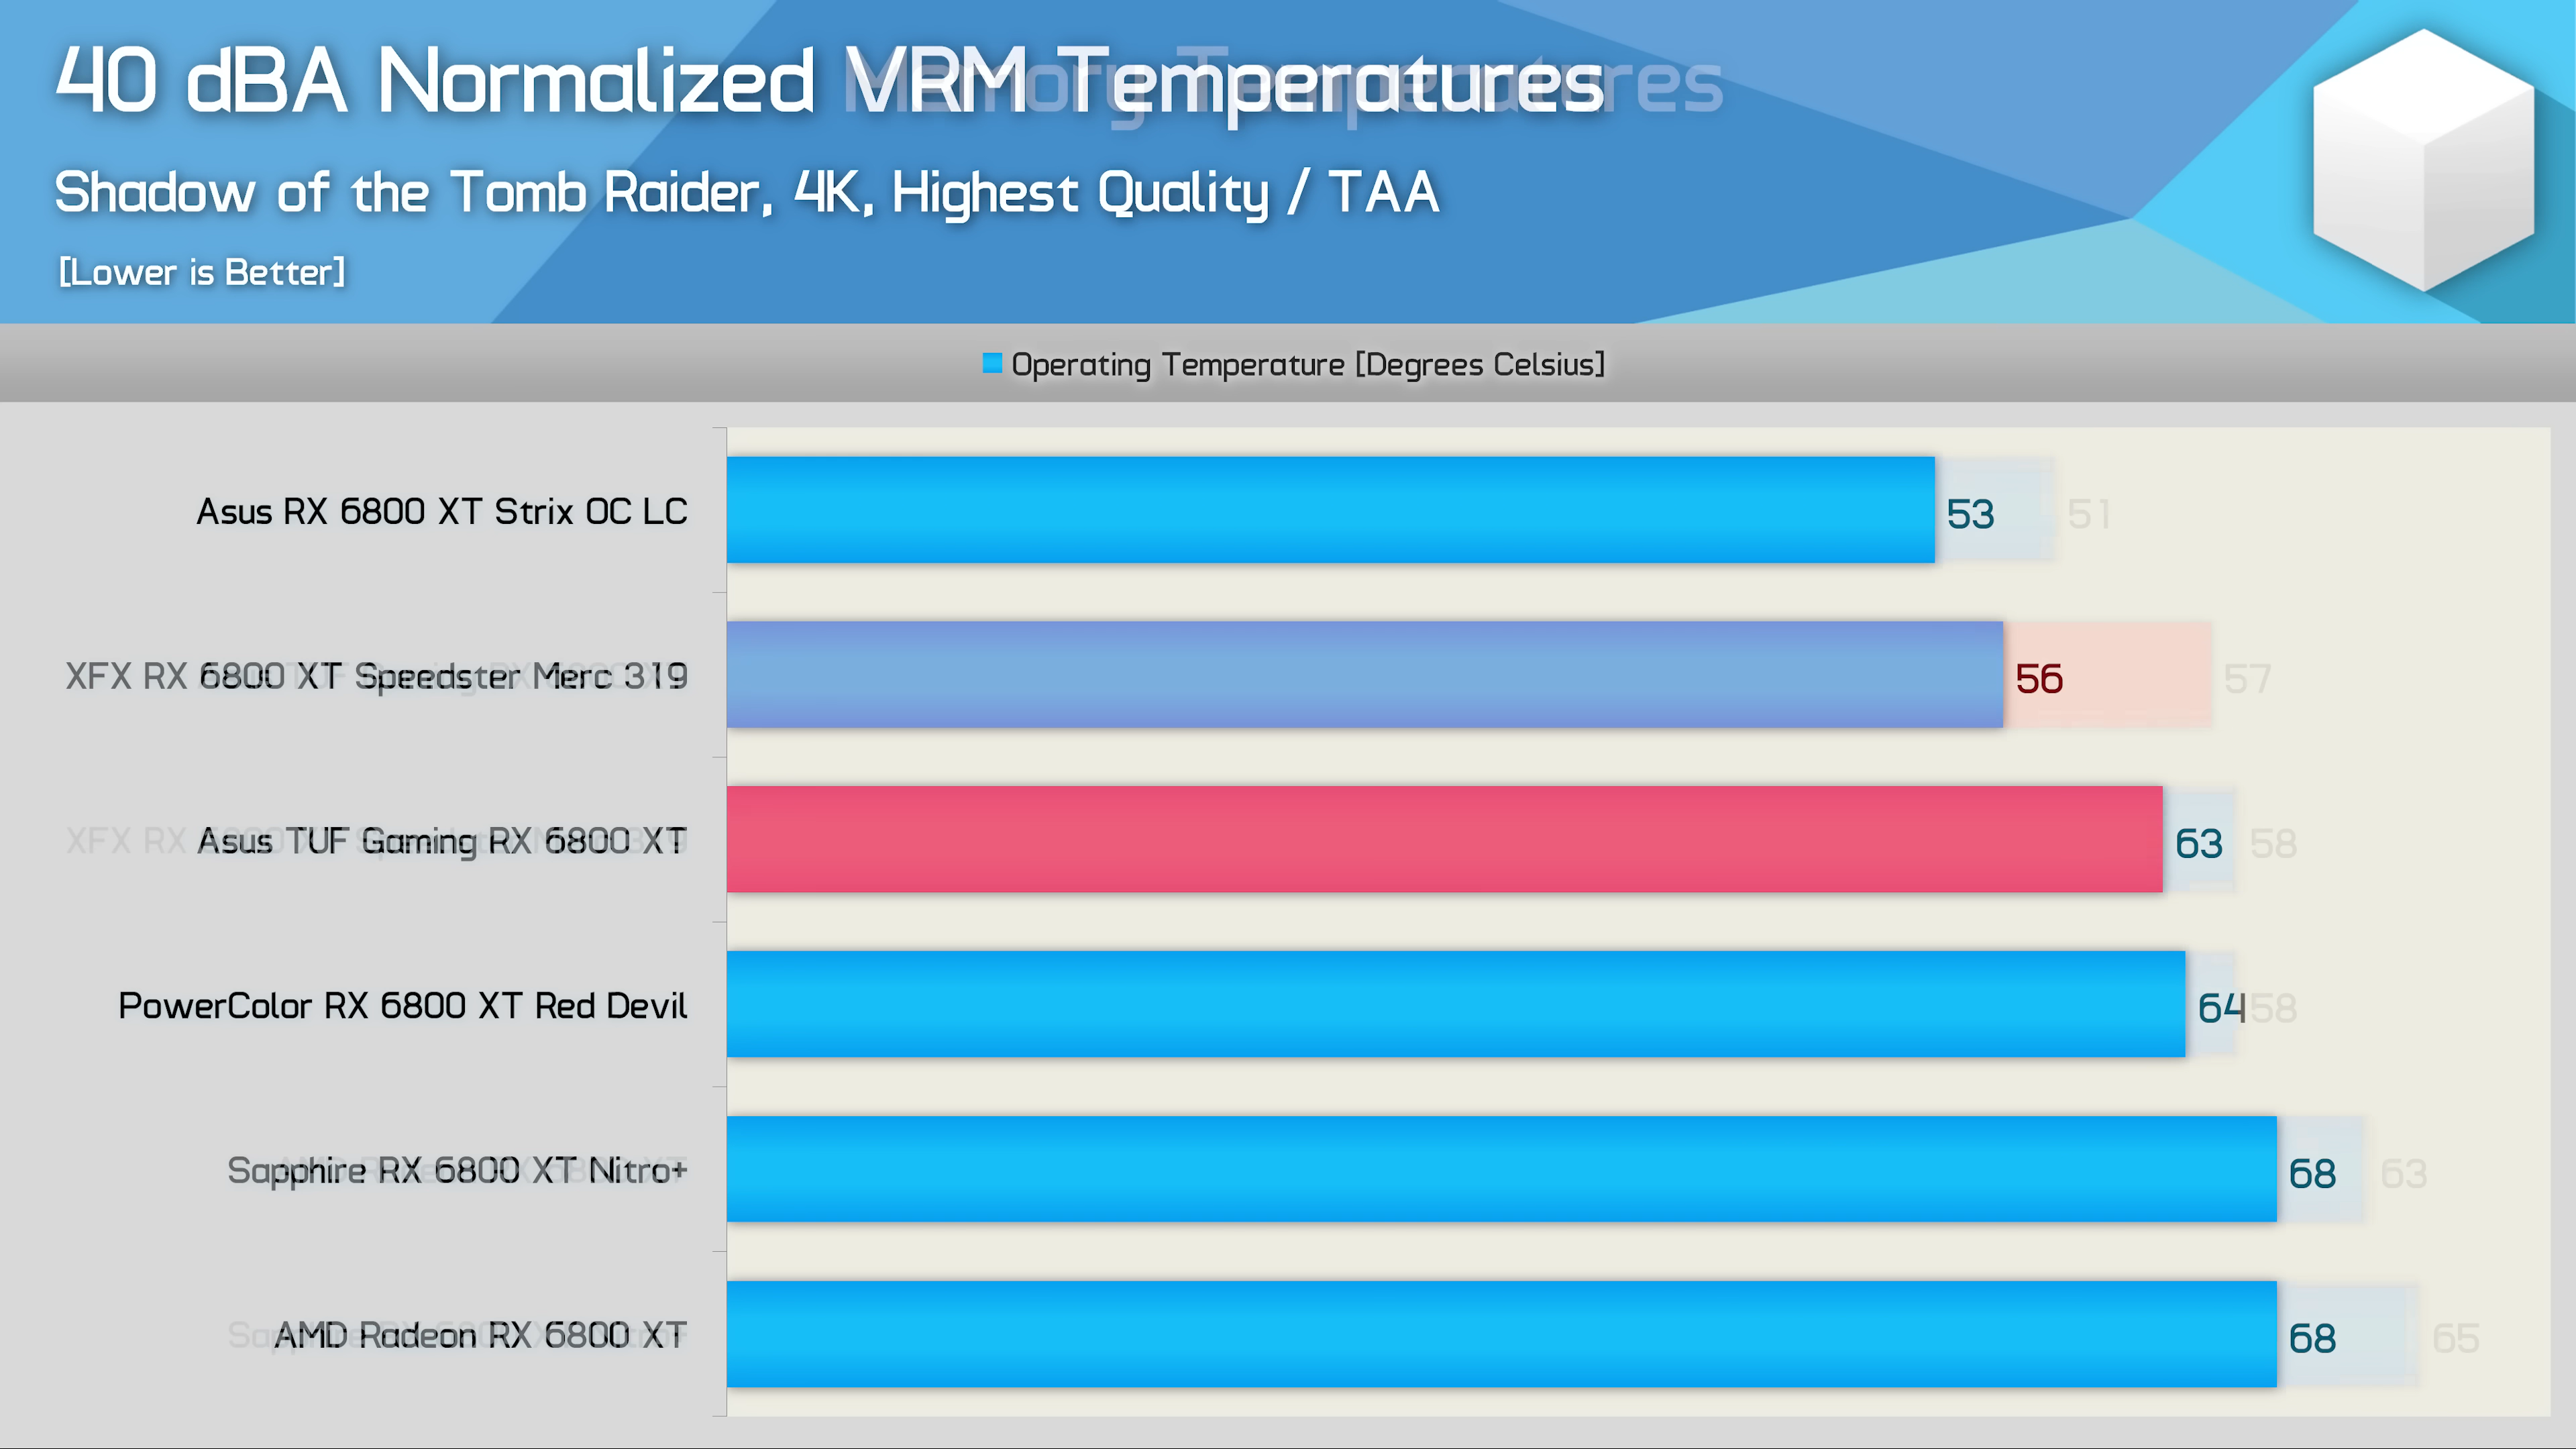 40 dBA Normalized VRM Temperatures
Memory Temperatures
Shadow of the Tomb Raider, 4K, Highest Quality / TAA
[Lower is Better]
Operating Temperature [Degrees Celsius]
Asus RX 6800 XT Strix OC LC 53 51
XFX RX 6800 XT Speedster Merc 319 56 57
Asus TUF Gaming RX 6800 XT 63 58
PowerColor RX 6800 XT Red Devil 64 58
Sapphire RX 6800 XT Nitro+ 68 63
AMD Radeon RX 6800 XT 68 65